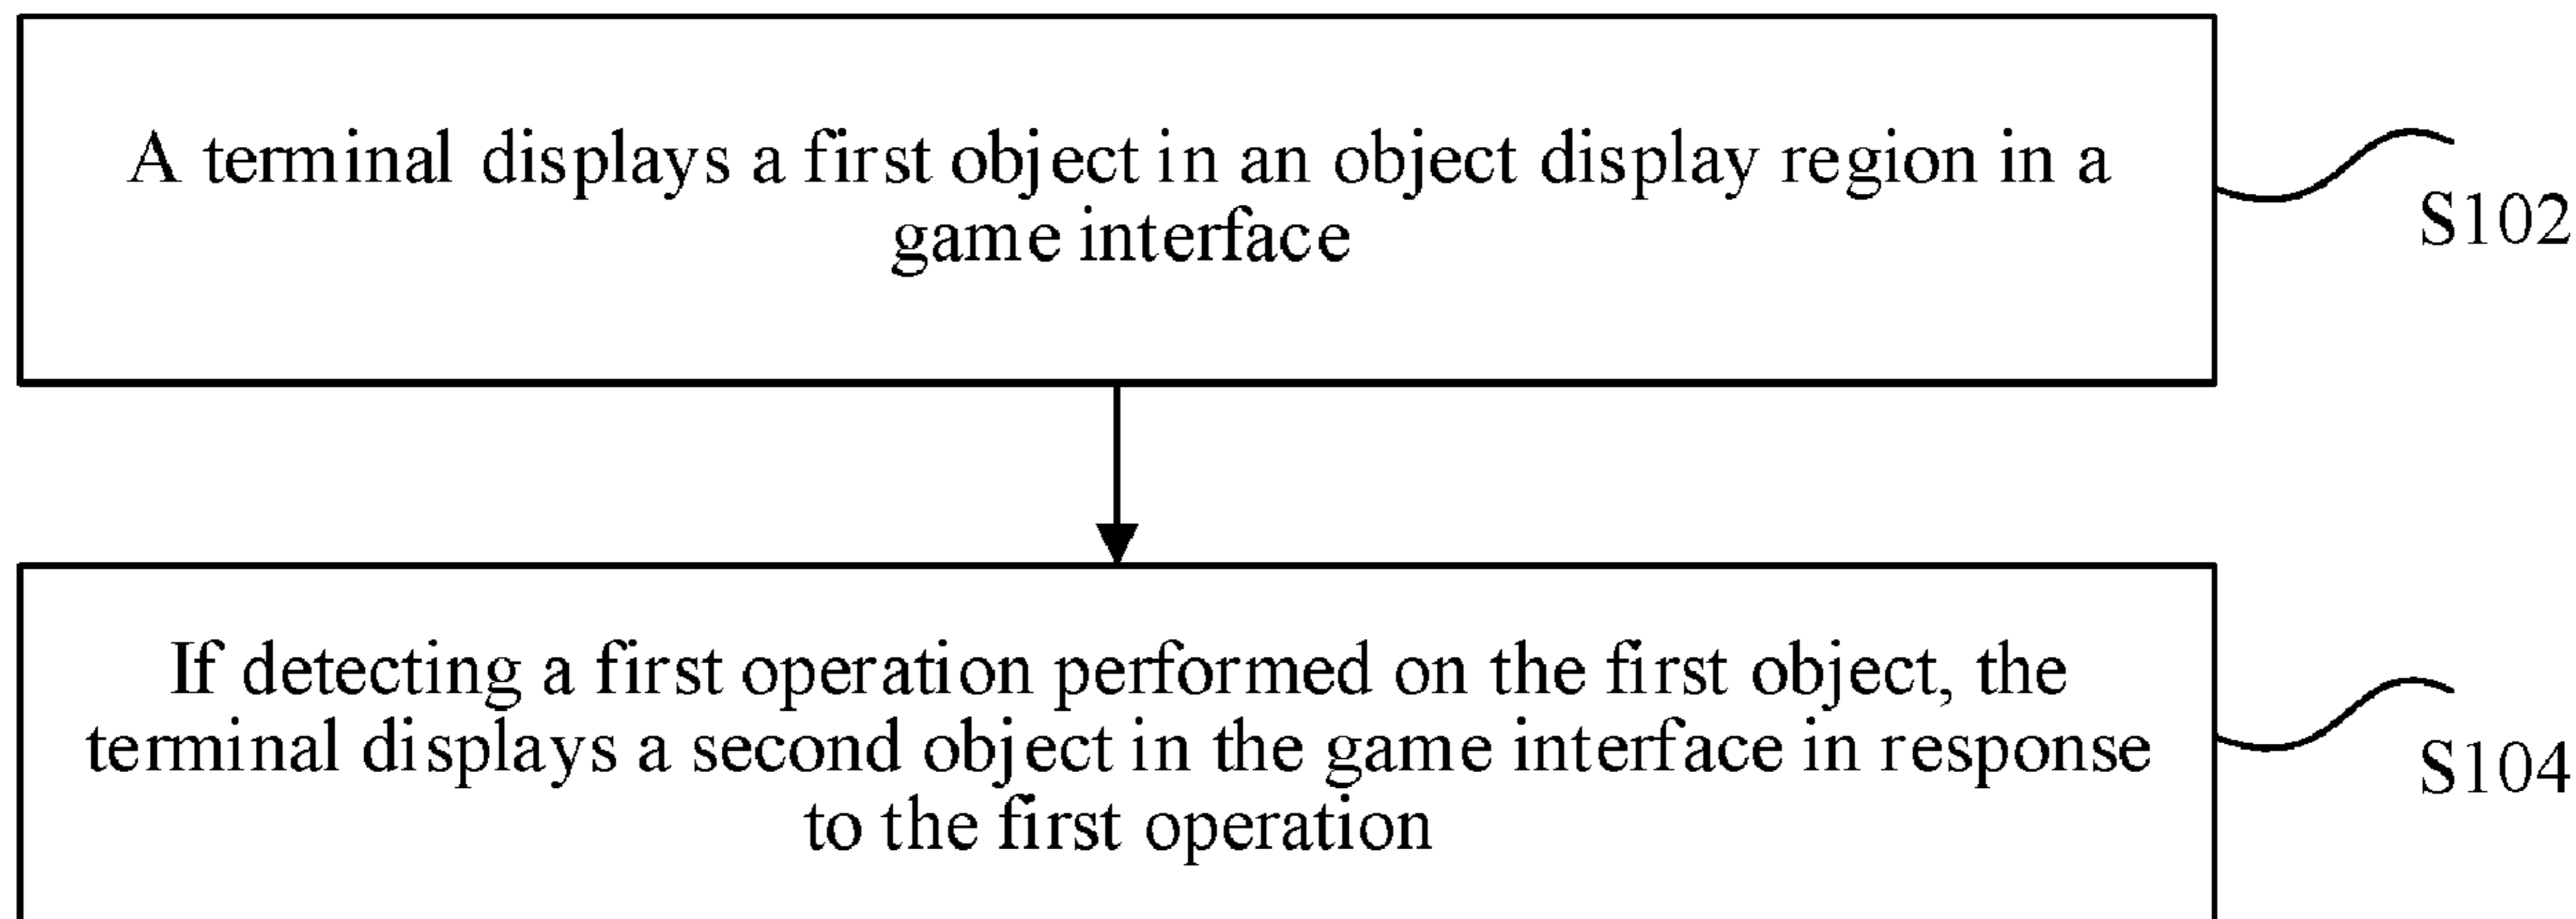 A terminal displays a first object in an object display region in a
game interface
S102
If detecting a first operation performed on the first object, the
terminal displays a second object in the game interface in response
to the first operation
S104